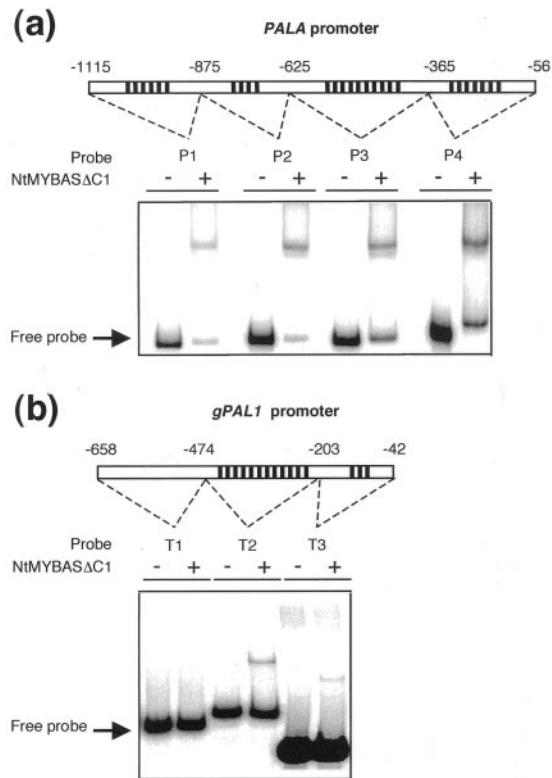 (a)
PALA promoter
-1115 -875 -625 -365 -56
Probe P1 P2 P3 P4
NtMYBASΔC1 - + - + - + - +
Free probe
(b)
gPAL1 promoter
-658 -474 -203 -42
Probe T1 T2 T3
NtMYBASΔC1 - + - + - +
Free probe